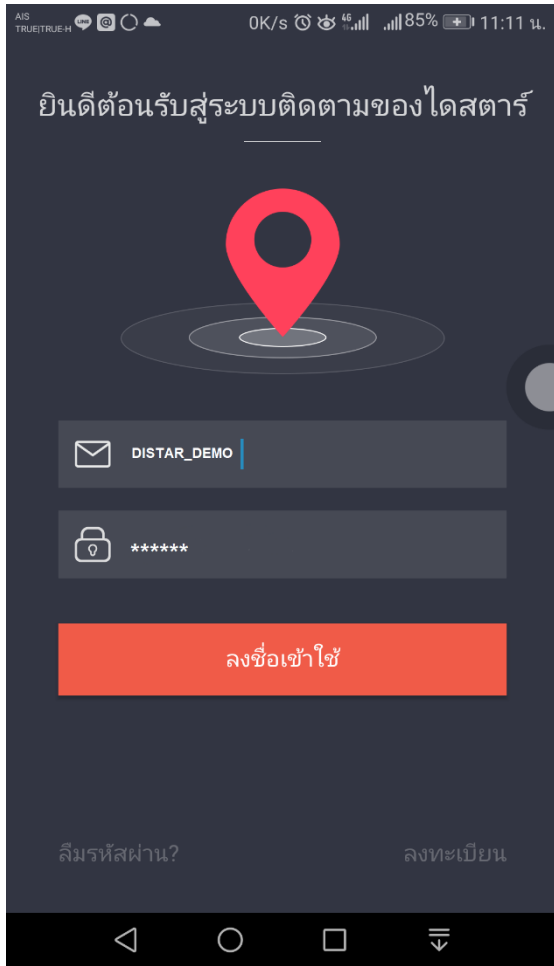 AIS
TRUE|TRUE-H LINE @ 0K/s 4G 85% 11:11 น.
ยินดีต้อนรับสู่ระบบติดตามของไดสตาร์
DISTAR_DEMO
******
ลงชื่อเข้าใช้
ลืมรหัสผ่าน? ลงทะเบียน